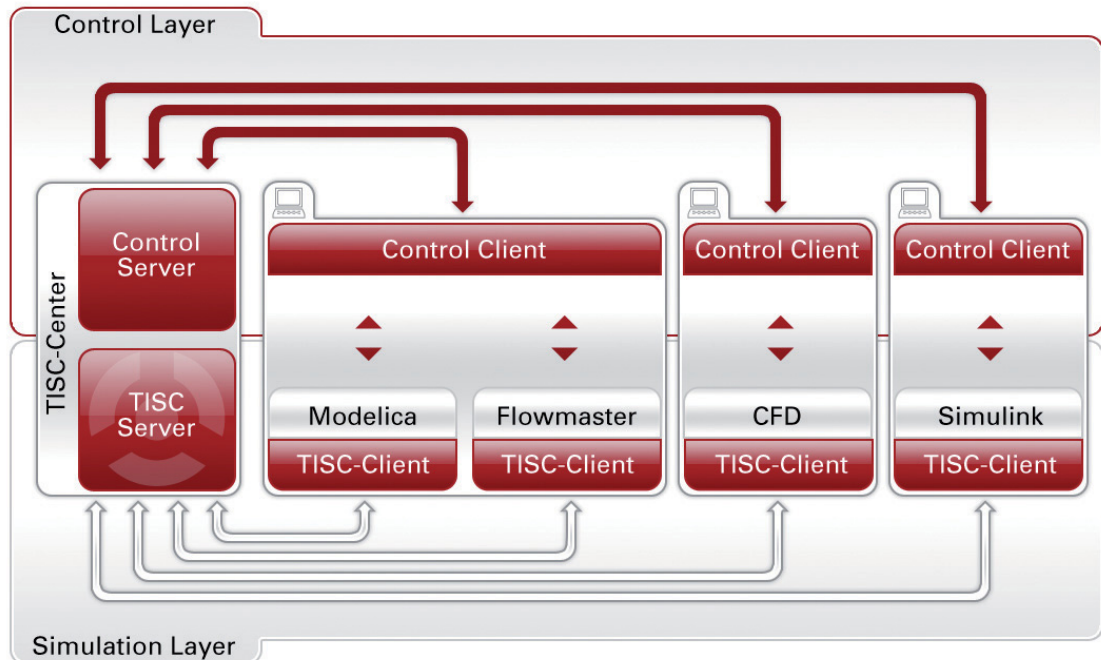 Control Layer
TISC-Center
Control
Server
TISC
Server
Control Client
Modelica
TISC-Client
Flowmaster
TISC-Client
Control Client
CFD
TISC-Client
Control Client
Simulink
TISC-Client
Simulation Layer